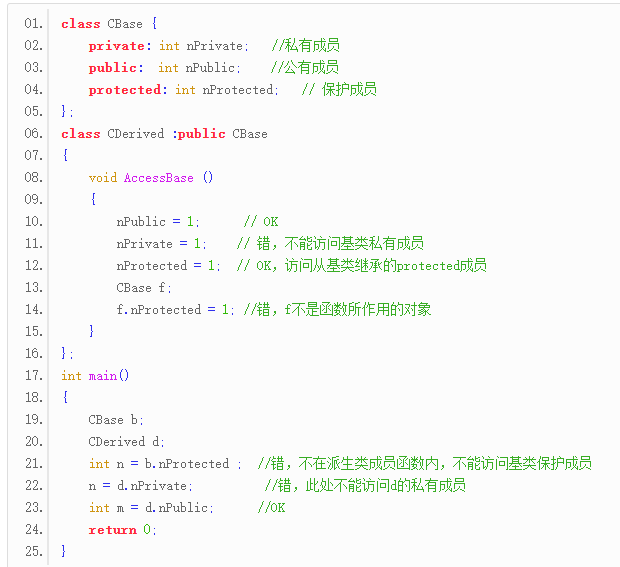 01. class CBase {
02.     private: int nPrivate;   //私有成员
03.     public:  int nPublic;    //公有成员
04.     protected: int nProtected;   // 保护成员
05. };
06. class CDerived :public CBase
07. {
08.     void AccessBase ()
09.     {
10.         nPublic = 1;      // OK
11.         nPrivate = 1;    // 错，不能访问基类私有成员
12.         nProtected = 1;  // OK，访问从基类继承的protected成员
13.         CBase f;
14.         f.nProtected = 1; //错，f不是函数所作用的对象
15.     }
16. };
17. int main()
18. {
19.     CBase b;
20.     CDerived d;
21.     int n = b.nProtected ;  //错，不在派生类成员函数内，不能访问基类保护成员
22.     n = d.nPrivate;          //错，此处不能访问d的私有成员
23.     int m = d.nPublic;      //OK
24.     return 0;
25. }